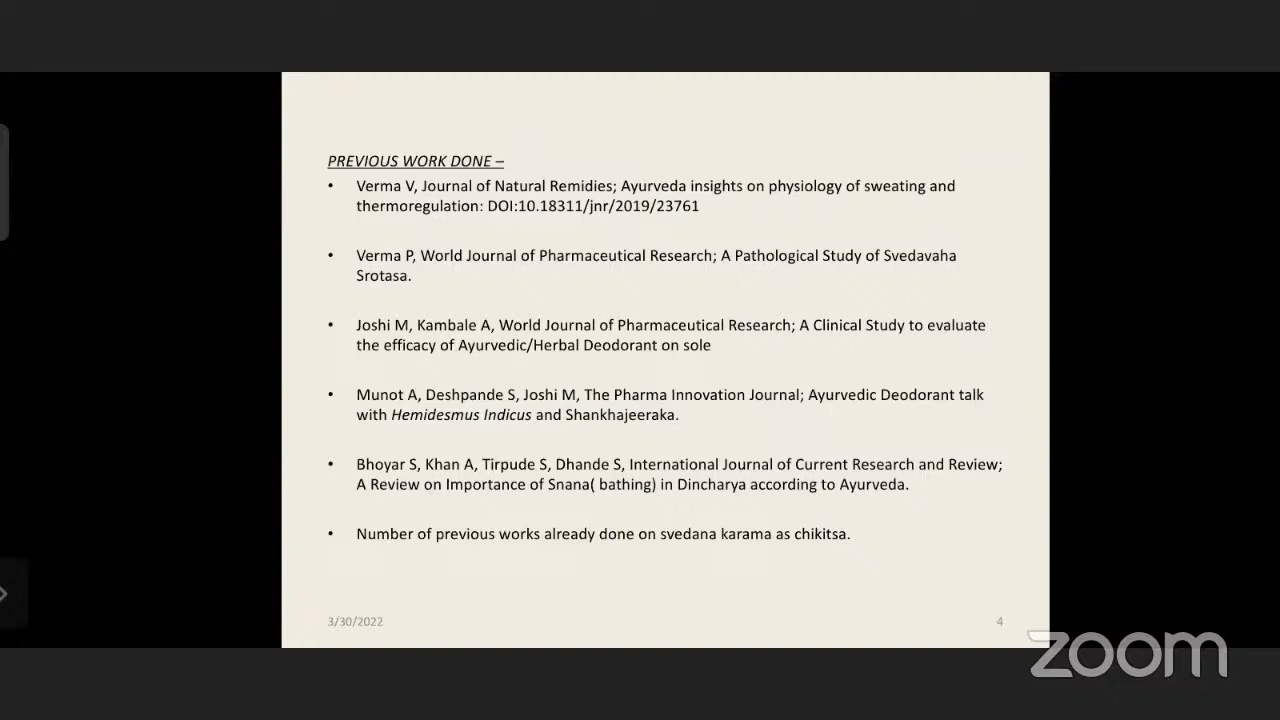 PREVIOUS WORK DONE –
• Verma V, Journal of Natural Remidies; Ayurveda insights on physiology of sweating and
thermoregulation: DOI:10.18311/jnr/2019/23761
• Verma P, World Journal of Pharmaceutical Research; A Pathological Study of Svedavaha
Srotasa.
• Joshi M, Kambale A, World Journal of Pharmaceutical Research; A Clinical Study to evaluate
the efficacy of Ayurvedic/Herbal Deodorant on sole
• Munot A, Deshpande S, Joshi M, The Pharma Innovation Journal; Ayurvedic Deodorant talk
with Hemidesmus Indicus and Shankhajeeraka.
• Bhoyar S, Khan A, Tirpude S, Dhande S, International Journal of Current Research and Review;
A Review on Importance of Snana( bathing) in Dincharya according to Ayurveda.
• Number of previous works already done on svedana karama as chikitsa.
3/30/2022
4
zoom